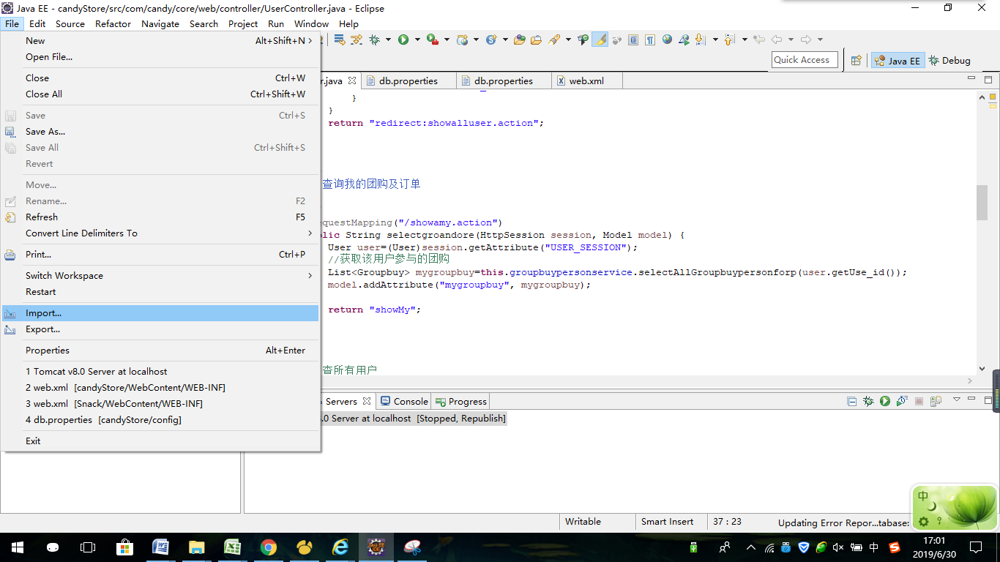 Java EE - candyStore/src/com/candy/core/web/controller/UserController.java - Eclipse
File Edit Source Refactor Navigate Search Project Run Window Help
New Alt+Shift+N
Open File...
Close Ctrl+W
Close All Ctrl+Shift+W
Save Ctrl+S
Save As...
Save All Ctrl+Shift+S
Revert
Move...
Rename... F2
Refresh F5
Convert Line Delimiters To
Print... Ctrl+P
Switch Workspace
Restart
Import...
Export...
Properties Alt+Enter
1 Tomcat v8.0 Server at localhost
2 web.xml [candyStore/WebContent/WEB-INF]
3 web.xml [Snack/WebContent/WEB-INF]
4 db.properties [candyStore/config]
Exit
Quick Access Java EE Debug
r.java db.properties db.properties web.xml
}
}
return "redirect:showalluser.action";
查询我的团购及订单
questMapping("/showamy.action")
lic String selectgroandore(HttpSession session, Model model) {
User user=(User)session.getAttribute("USER_SESSION");
//获取该用户参与的团购
List<Groupbuy> mygroupbuy=this.groupbuypersonservice.selectAllGroupbuypersonforp(user.getUse_id());
model.addAttribute("mygroupbuy", mygroupbuy);
return "showMy";
查所有用户
Servers Console Progress
.0 Server at localhost [Stopped, Republish]
Writable Smart Insert 37 : 23 Updating Error Repor...tabase:
中
中
17:01
2019/6/30